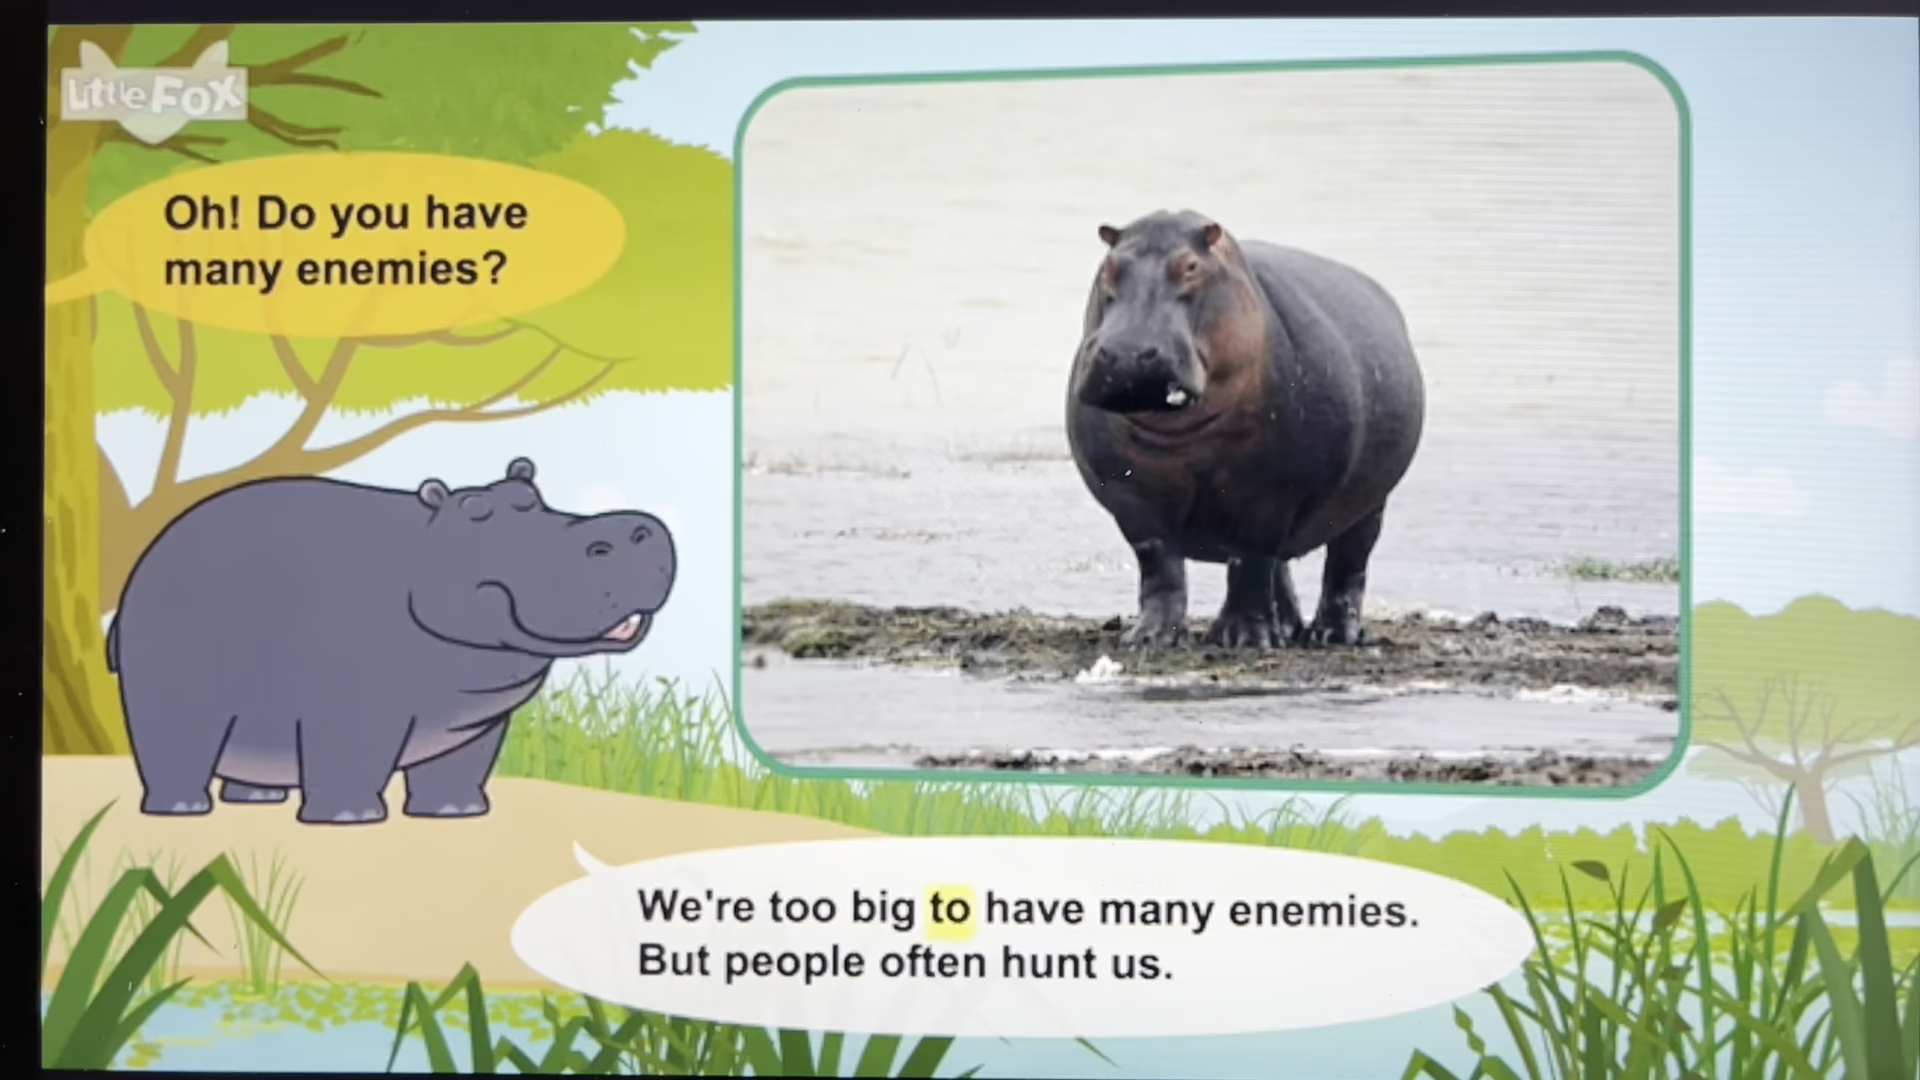 Little Fox
Oh! Do you have
many enemies?
We're too big to have many enemies.
But people often hunt us.